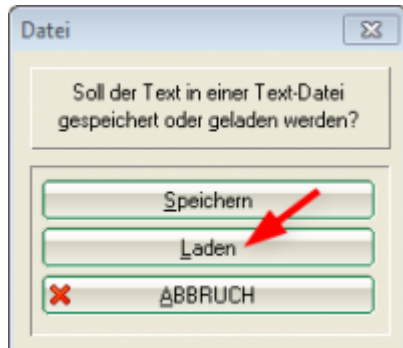 Datei
Soll der Text in einer Text-Datei
gespeichert oder geladen werden?
Speichern
Laden
ABBRUCH